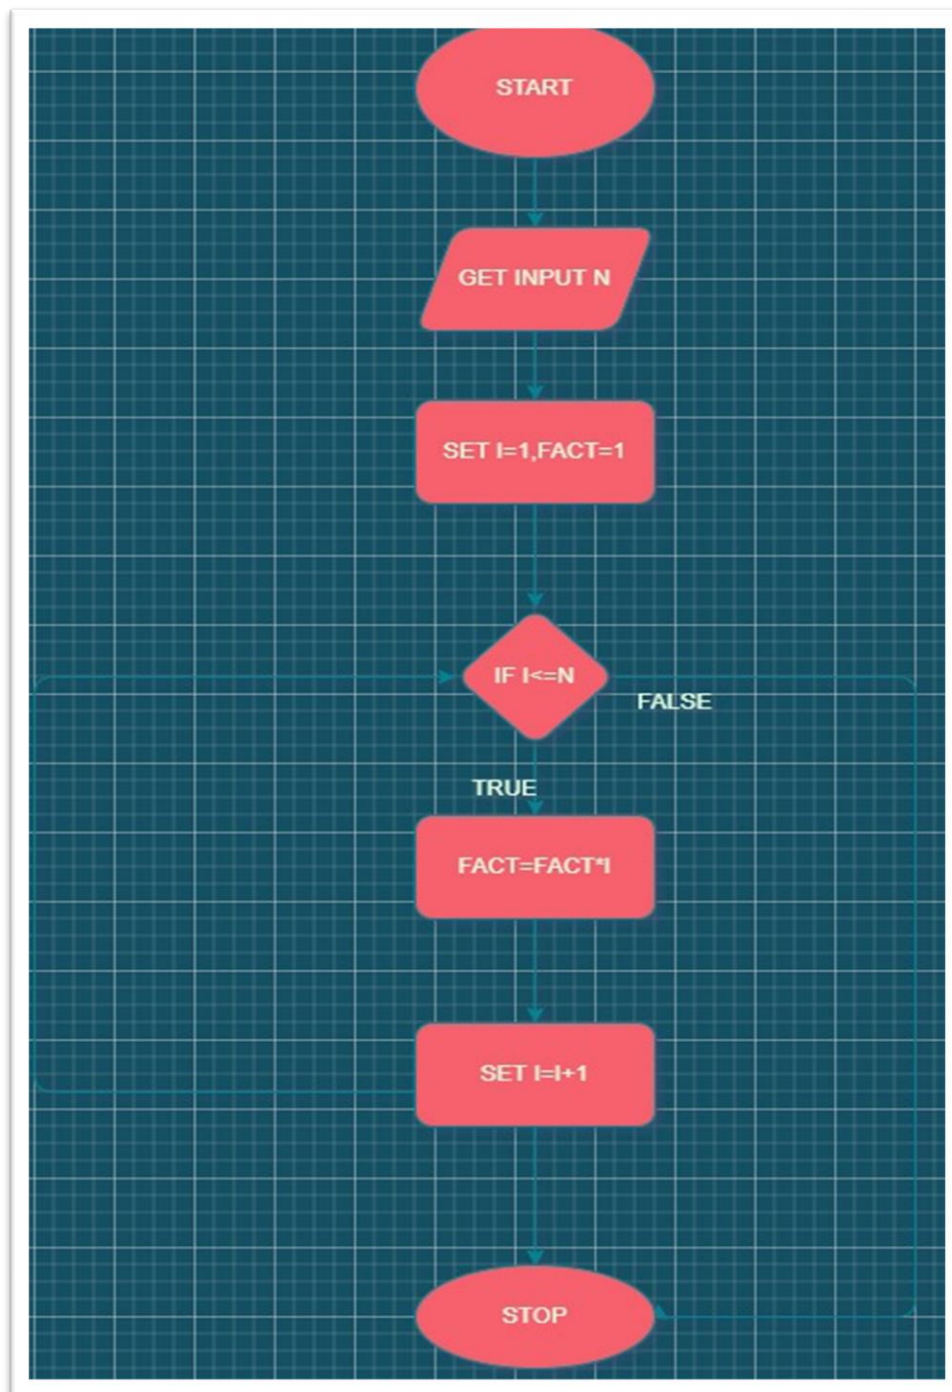 START
GET INPUT N
SET I=1,FACT=1
IF I<=N
FALSE
TRUE
FACT=FACT*I
SET I=I+1
STOP